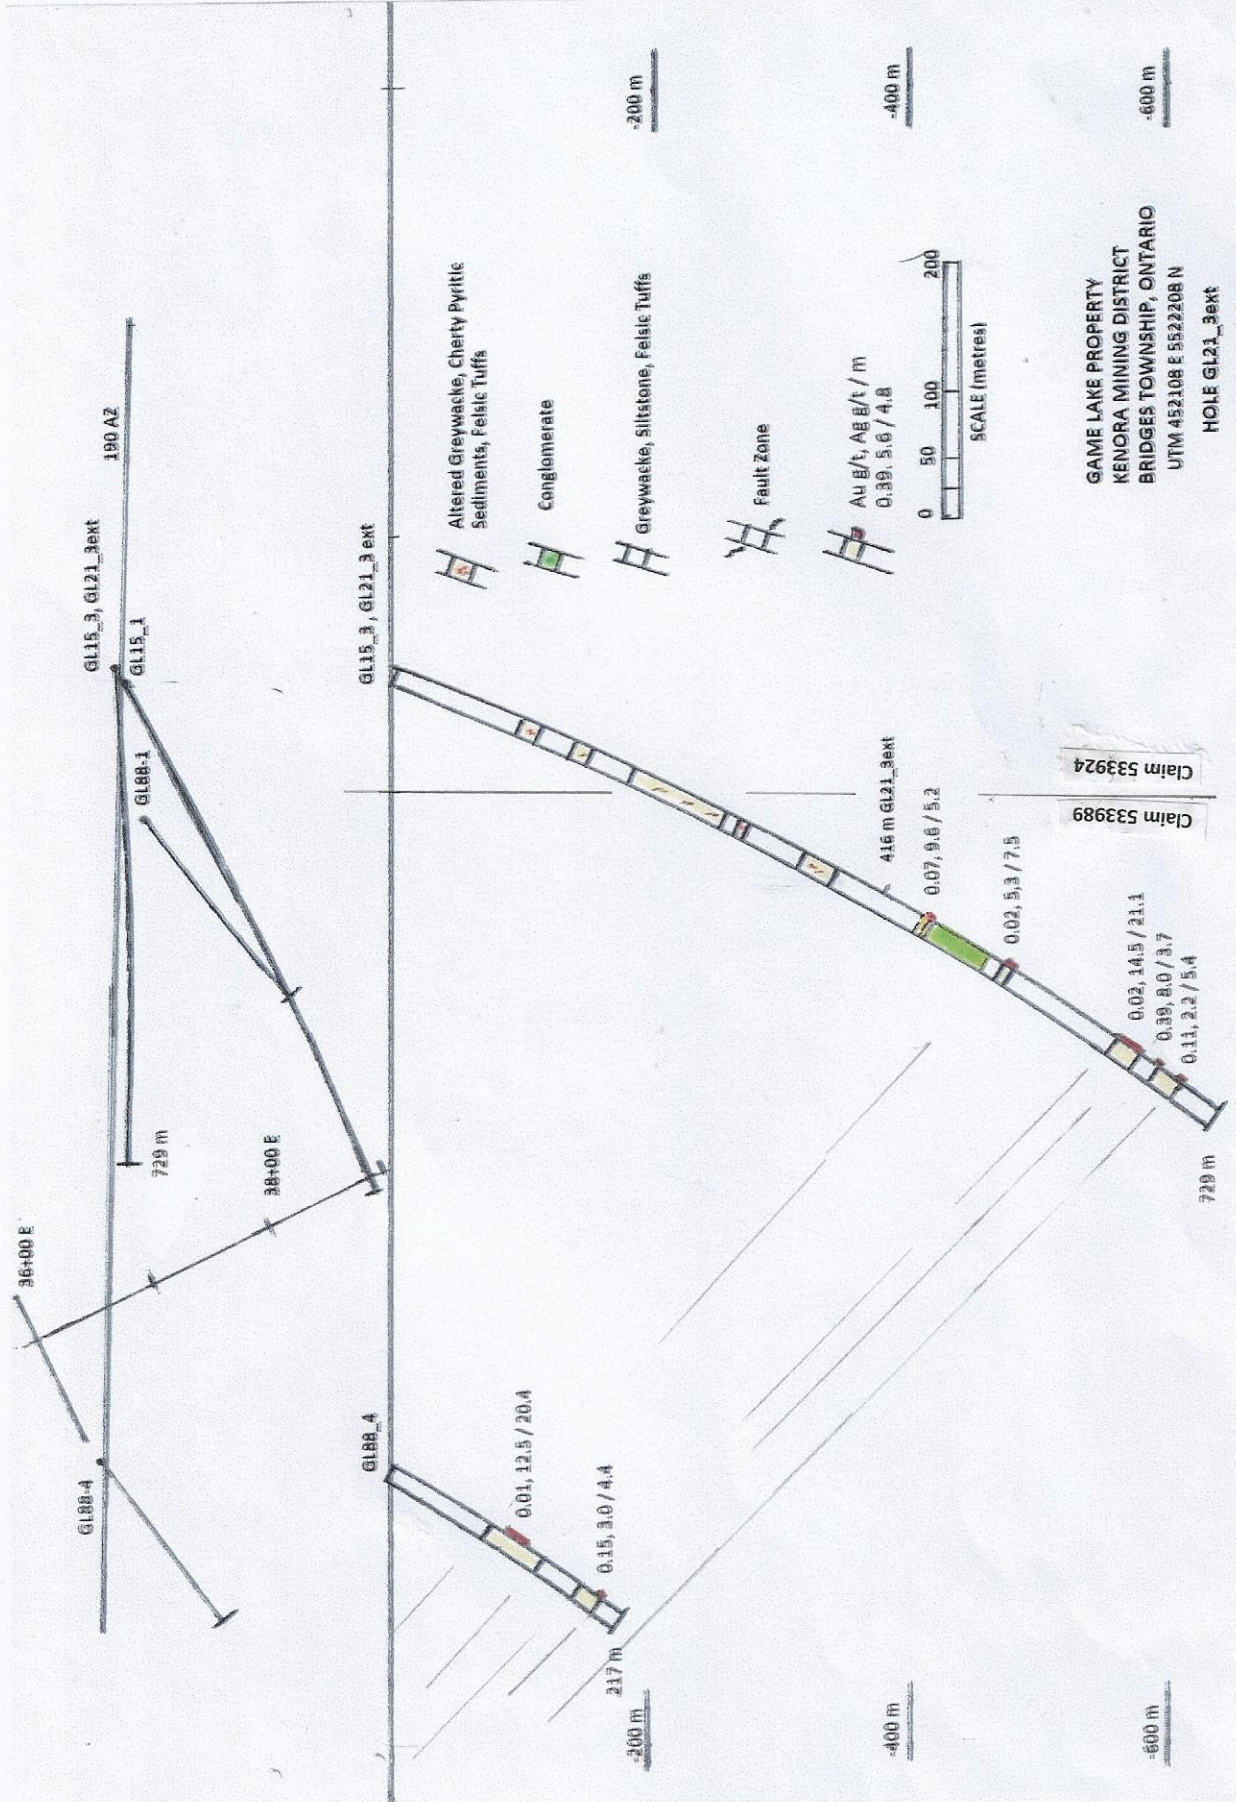 190 AZ
GL15_3, GL21_3ext
GL15_1
GL88-1
729 m
38+00 E
36+00 E
GL88-4
GL15_3 , GL21_3 ext
GL88_4
Altered Greywacke, Cherty Pyritic
Sediments, Felsic Tuffs
Conglomerate
Greywacke, Siltstone, Felsic Tuffs
Fault Zone
Au g/t, Ag g/t / m
0.39. 5.6 / 4.8
0 50 100 200
SCALE (metres)
-200 m
-400 m
-600 m
416 m GL21_3ext
0.07, 9.6 / 5.2
0.02, 5,3 / 7.5
0.02, 14.5 / 21.1
0.39, 8.0 / 3.7
0.11, 2.2 / 5.4
729 m
0.01, 12.5 / 20.4
0.15, 3.0 / 4.4
217 m
-200 m
-400 m
-600 m
Claim 533924
Claim 533989
GAME LAKE PROPERTY
KENORA MINING DISTRICT
BRIDGES TOWNSHIP, ONTARIO
UTM 452108 E 5522208 N
HOLE GL21_3ext